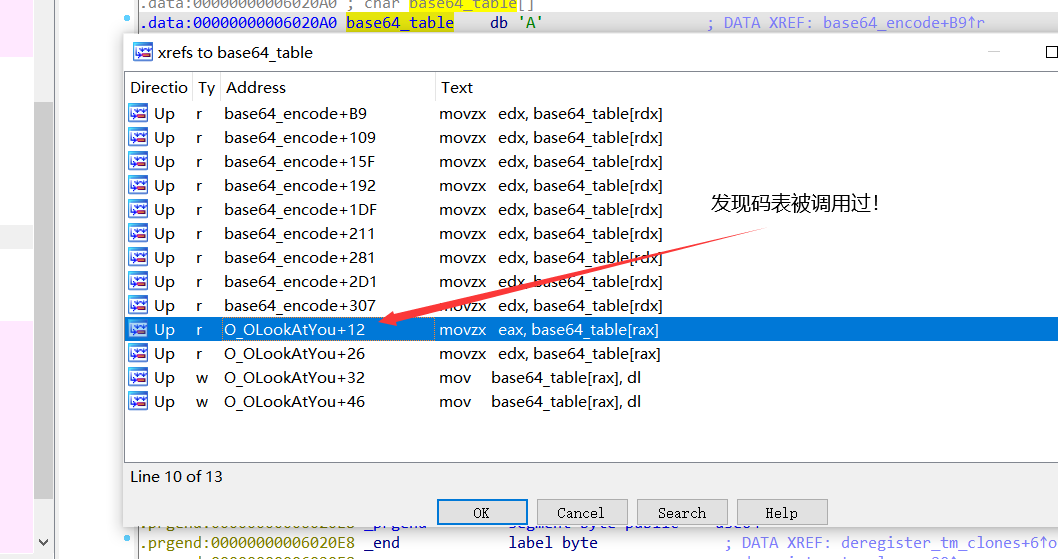 .data:00000000006020A0 ; char base64_table[]
.data:00000000006020A0 base64_table db 'A' ; DATA XREF: base64_encode+B9↑r
xrefs to base64_table
Directio Ty Address Text
Up r base64_encode+B9 movzx edx, base64_table[rdx]
Up r base64_encode+109 movzx edx, base64_table[rdx]
Up r base64_encode+15F movzx edx, base64_table[rdx]
Up r base64_encode+192 movzx edx, base64_table[rdx]
Up r base64_encode+1DF movzx edx, base64_table[rdx]
Up r base64_encode+211 movzx edx, base64_table[rdx]
Up r base64_encode+281 movzx edx, base64_table[rdx]
Up r base64_encode+2D1 movzx edx, base64_table[rdx]
Up r base64_encode+307 movzx edx, base64_table[rdx]
Up r O_OLookAtYou+12 movzx eax, base64_table[rax]
Up r O_OLookAtYou+26 movzx edx, base64_table[rax]
Up w O_OLookAtYou+32 mov base64_table[rax], dl
Up w O_OLookAtYou+46 mov base64_table[rax], dl
发现码表被调用过!
Line 10 of 13
OK Cancel Search Help
.prgend:00000000006020E8 _prgend segment byte public
.prgend:00000000006020E8 _end label byte ; DATA XREF: deregister_tm_clones+6↑o